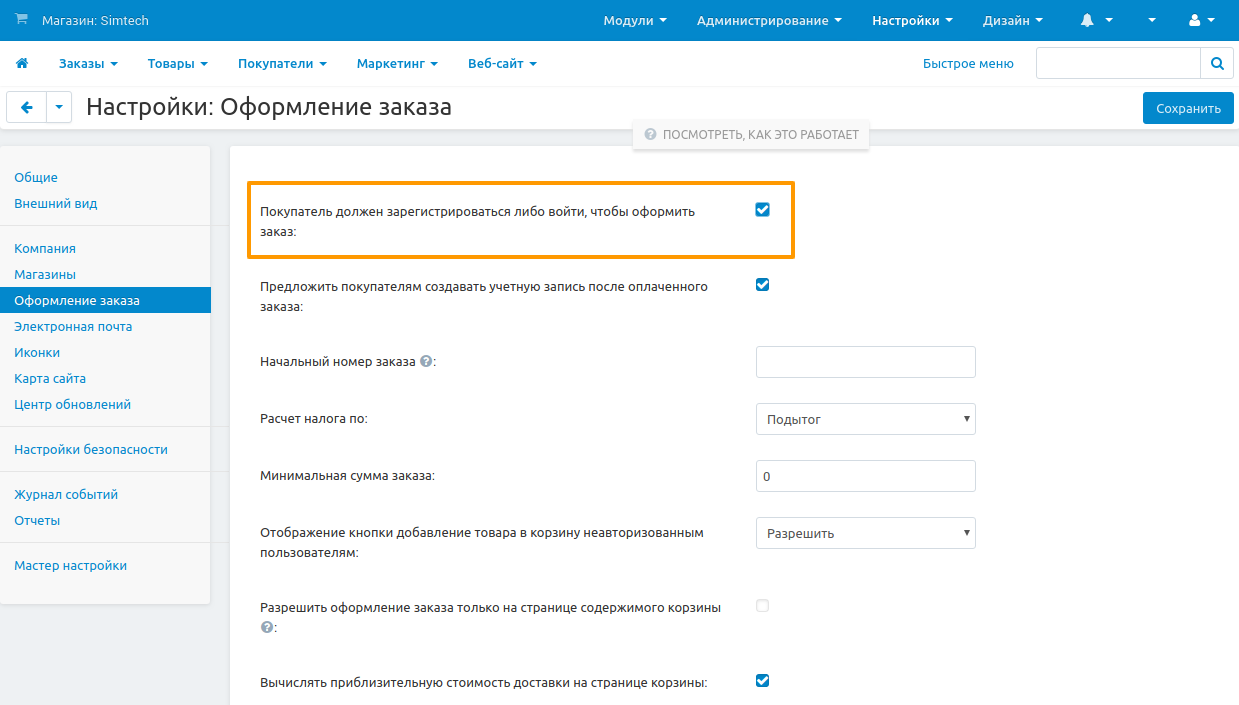 Магазин: Simtech
Модули
Администрирование
Настройки
Дизайн
Заказы
Товары
Покупатели
Маркетинг
Веб-сайт
Быстрое меню
Настройки: Оформление заказа
Сохранить
ПОСМОТРЕТЬ, КАК ЭТО РАБОТАЕТ
Общие
Внешний вид
Компания
Магазины
Оформление заказа
Электронная почта
Иконки
Карта сайта
Центр обновлений
Настройки безопасности
Журнал событий
Отчеты
Мастер настройки
Покупатель должен зарегистрироваться либо войти, чтобы оформить
заказ:
Предложить покупателям создавать учетную запись после оплаченного
заказа:
Начальный номер заказа ?:
Расчет налога по:
Подытог
Минимальная сумма заказа:
0
Отображение кнопки добавление товара в корзину неавторизованным
пользователям:
Разрешить
Разрешить оформление заказа только на странице содержимого корзины
?:
Вычислять приблизительную стоимость доставки на странице корзины: